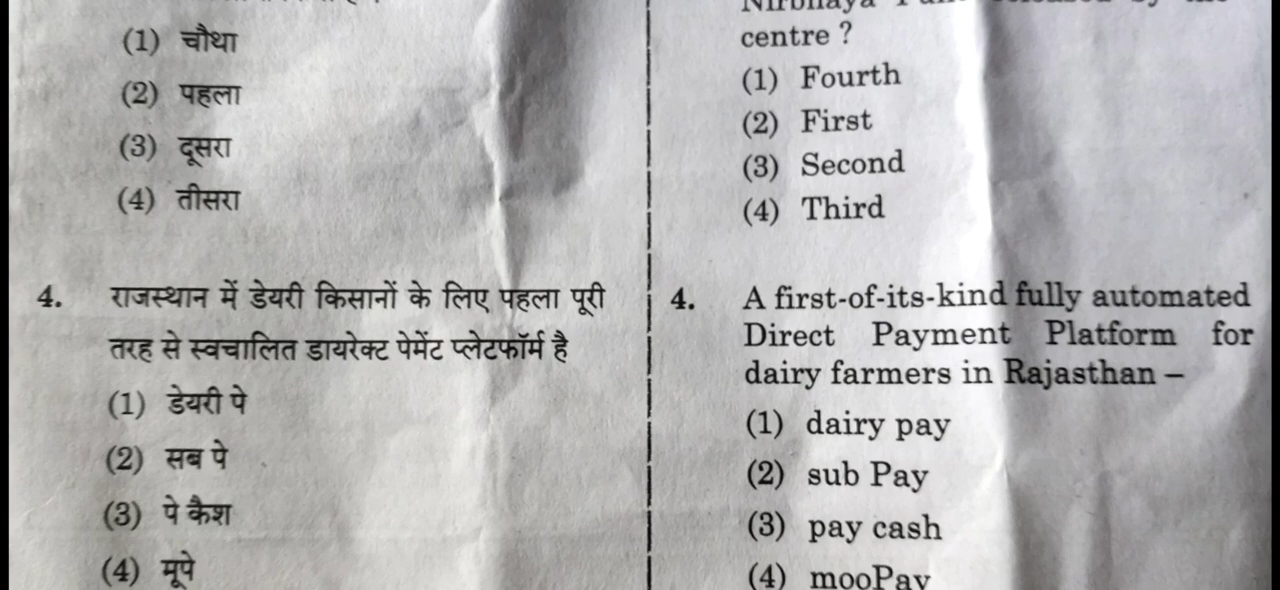 (1) चौथा
(2) पहला
(3) दूसरा
(4) तीसरा
4. राजस्थान में डेयरी किसानों के लिए पहला पूरी
तरह से स्वचालित डायरेक्ट पेमेंट प्लेटफॉर्म है
(1) डेयरी पे
(2) सब पे
(3) पे कैश
(4) मूपे
Nirbhaya
centre ?
(1) Fourth
(2) First
(3) Second
(4) Third
4. A first-of-its-kind fully automated
Direct Payment Platform for
dairy farmers in Rajasthan –
(1) dairy pay
(2) sub Pay
(3) pay cash
(4) mooPay